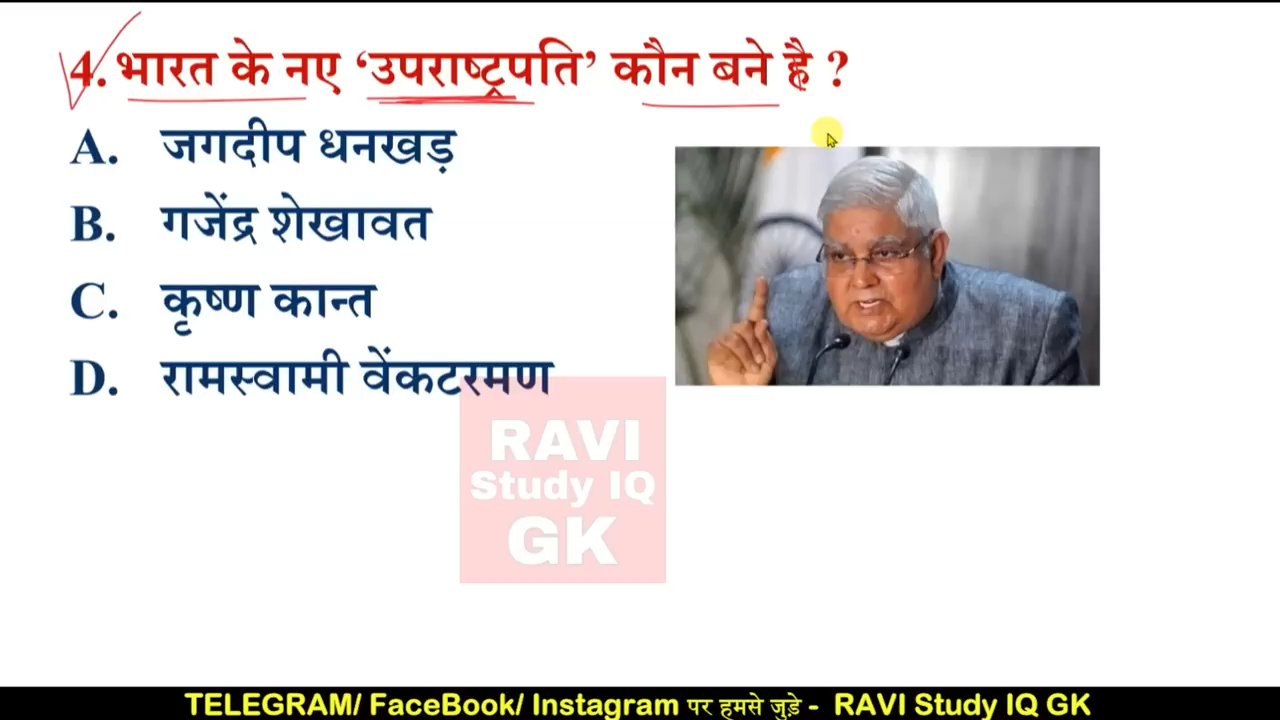 4. भारत के नए ‘उपराष्ट्रपति’ कौन बने है ?
A. जगदीप धनखड़
B. गजेंद्र शेखावत
C. कृष्ण कान्त
D. रामस्वामी वेंकटरमण
RAVI
Study IQ
GK
TELEGRAM/ FaceBook/ Instagram पर हमसे जुड़े - RAVI Study IQ GK